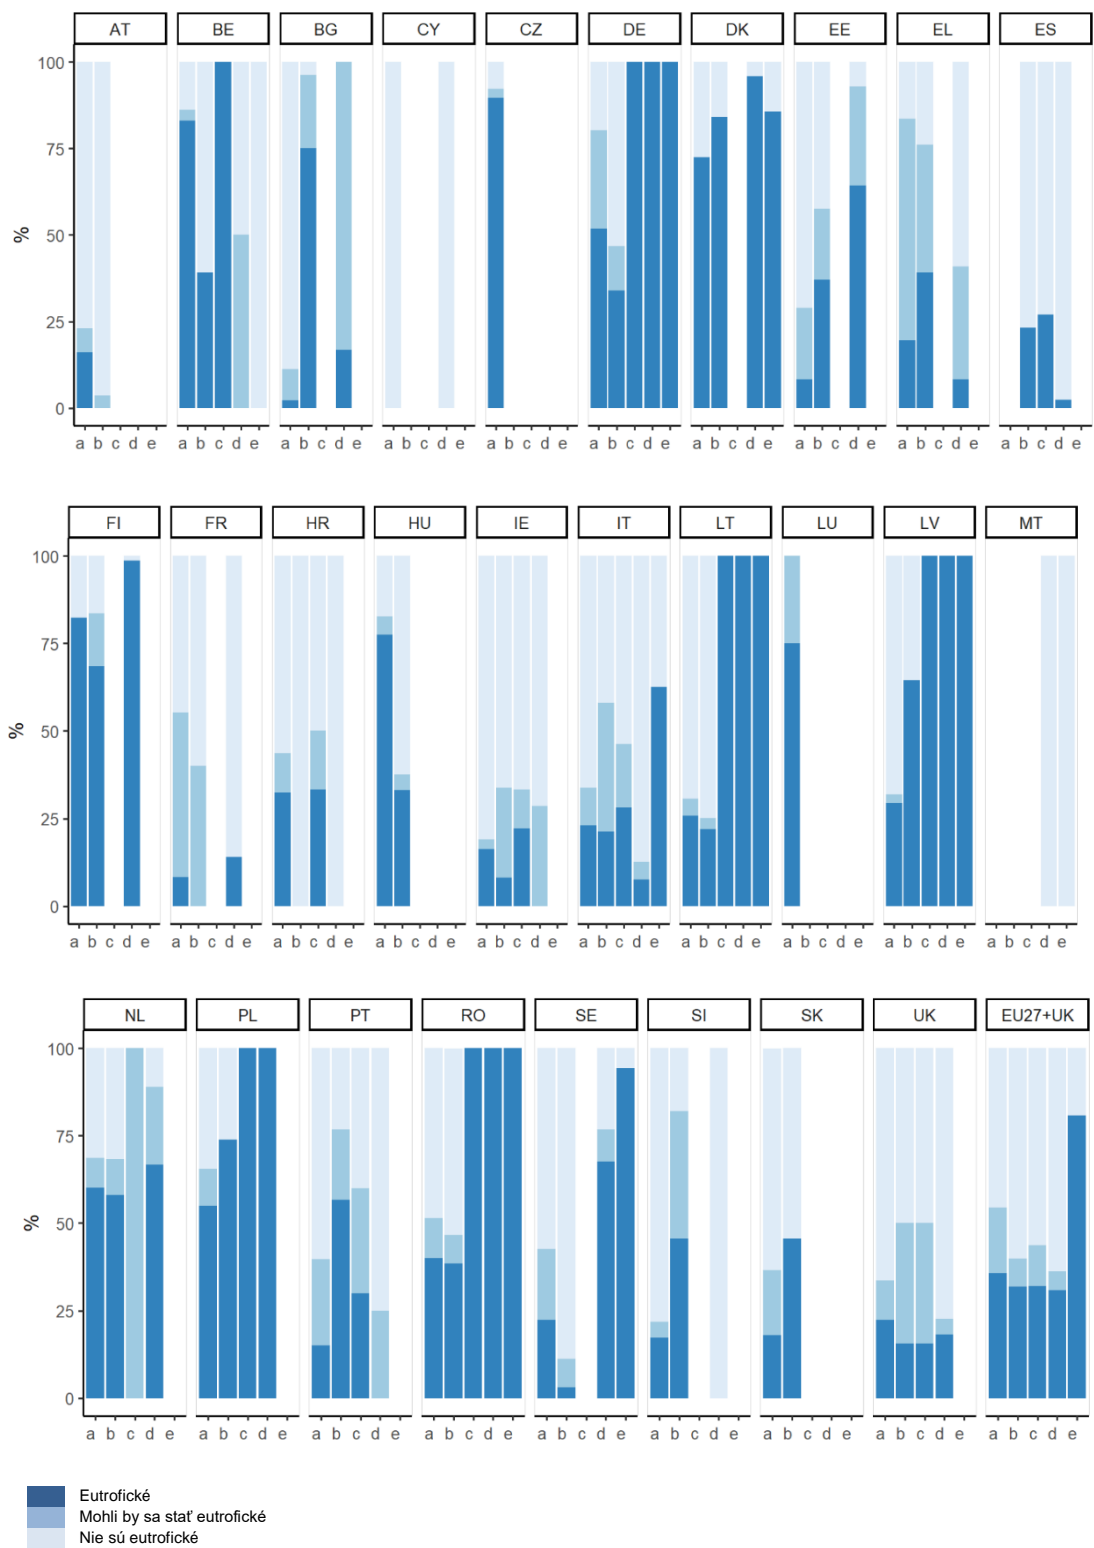 AT BE BG CY CZ DE DK EE EL ES
100
75
50
25
0
%
a b c d e a b c d e a b c d e a b c d e a b c d e a b c d e a b c d e a b c d e a b c d e a b c d e
FI FR HR HU IE IT LT LU LV MT
100
75
50
25
0
%
a b c d e a b c d e a b c d e a b c d e a b c d e a b c d e a b c d e a b c d e a b c d e a b c d e
NL PL PT RO SE SI SK UK EU27+UK
100
75
50
25
0
%
a b c d e a b c d e a b c d e a b c d e a b c d e a b c d e a b c d e a b c d e a b c d e
Eutrofické
Mohli by sa stať eutrofické
Nie sú eutrofické